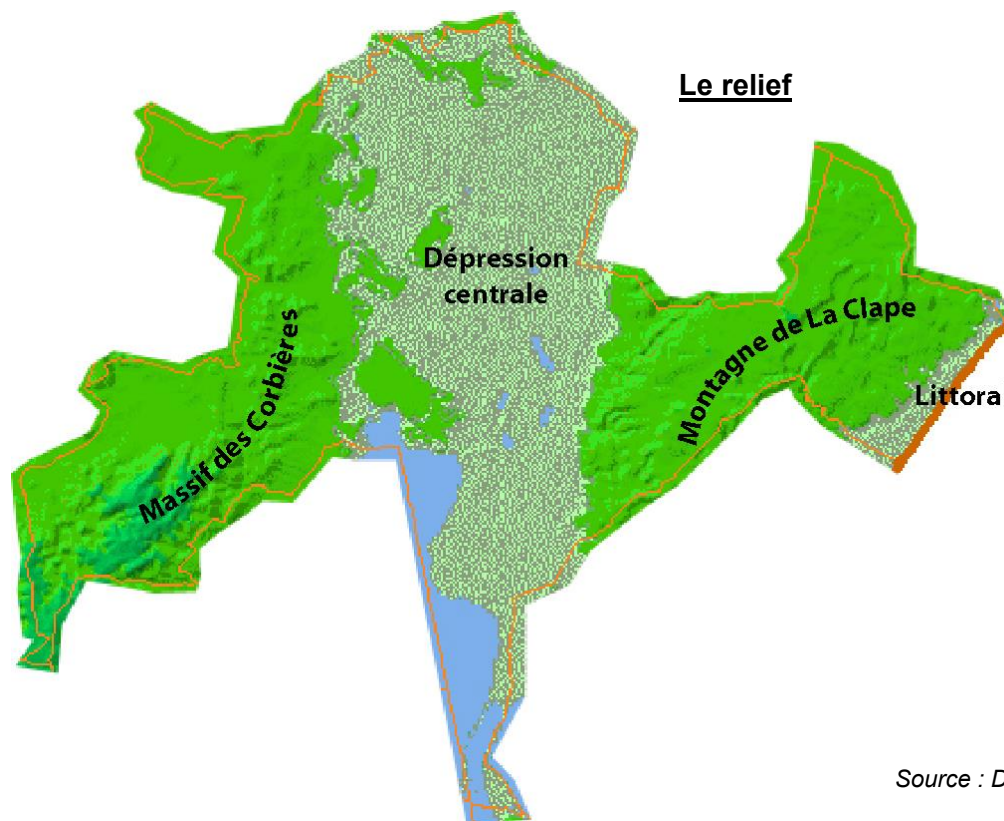 Le relief
Dépression
centrale
Massif des Corbières
Montagne de La Clape
Littora
Source : D